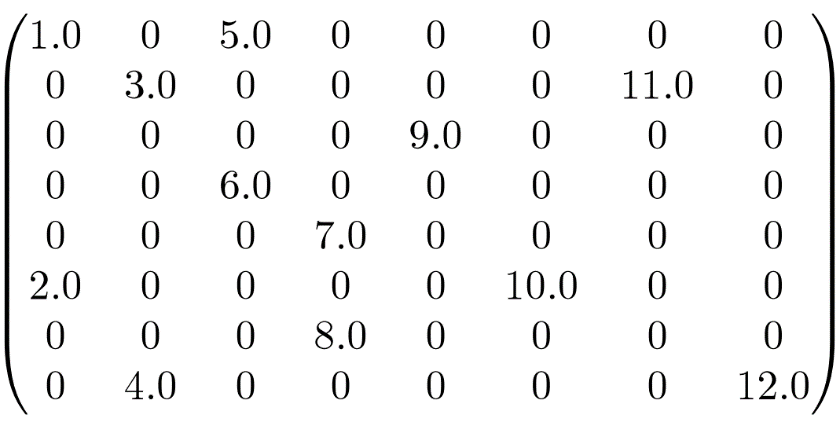 1.0 0 5.0 0 0 0 0 0
0 3.0 0 0 0 0 11.0 0
0 0 0 0 9.0 0 0 0
0 0 6.0 0 0 0 0 0
0 0 0 7.0 0 0 0 0
2.0 0 0 0 0 10.0 0 0
0 0 0 8.0 0 0 0 0
0 4.0 0 0 0 0 0 12.0